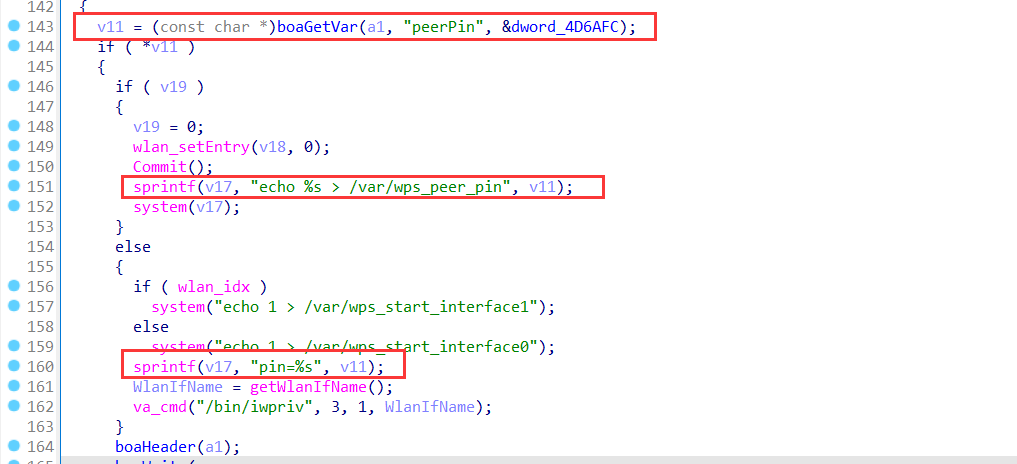 142 {
143 v11 = (const char *)boaGetVar(a1, "peerPin", &dword_4D6AFC);
144 if ( *v11 )
145 {
146 if ( v19 )
147 {
148 v19 = 0;
149 wlan_setEntry(v18, 0);
150 Commit();
151 sprintf(v17, "echo %s > /var/wps_peer_pin", v11);
152 system(v17);
153 }
154 else
155 {
156 if ( wlan_idx )
157 system("echo 1 > /var/wps_start_interface1");
158 else
159 system("echo 1 > /var/wps_start_interface0");
160 sprintf(v17, "pin=%s", v11);
161 WlanIfName = getWlanIfName();
162 va_cmd("/bin/iwpriv", 3, 1, WlanIfName);
163 }
164 boaHeader(a1);